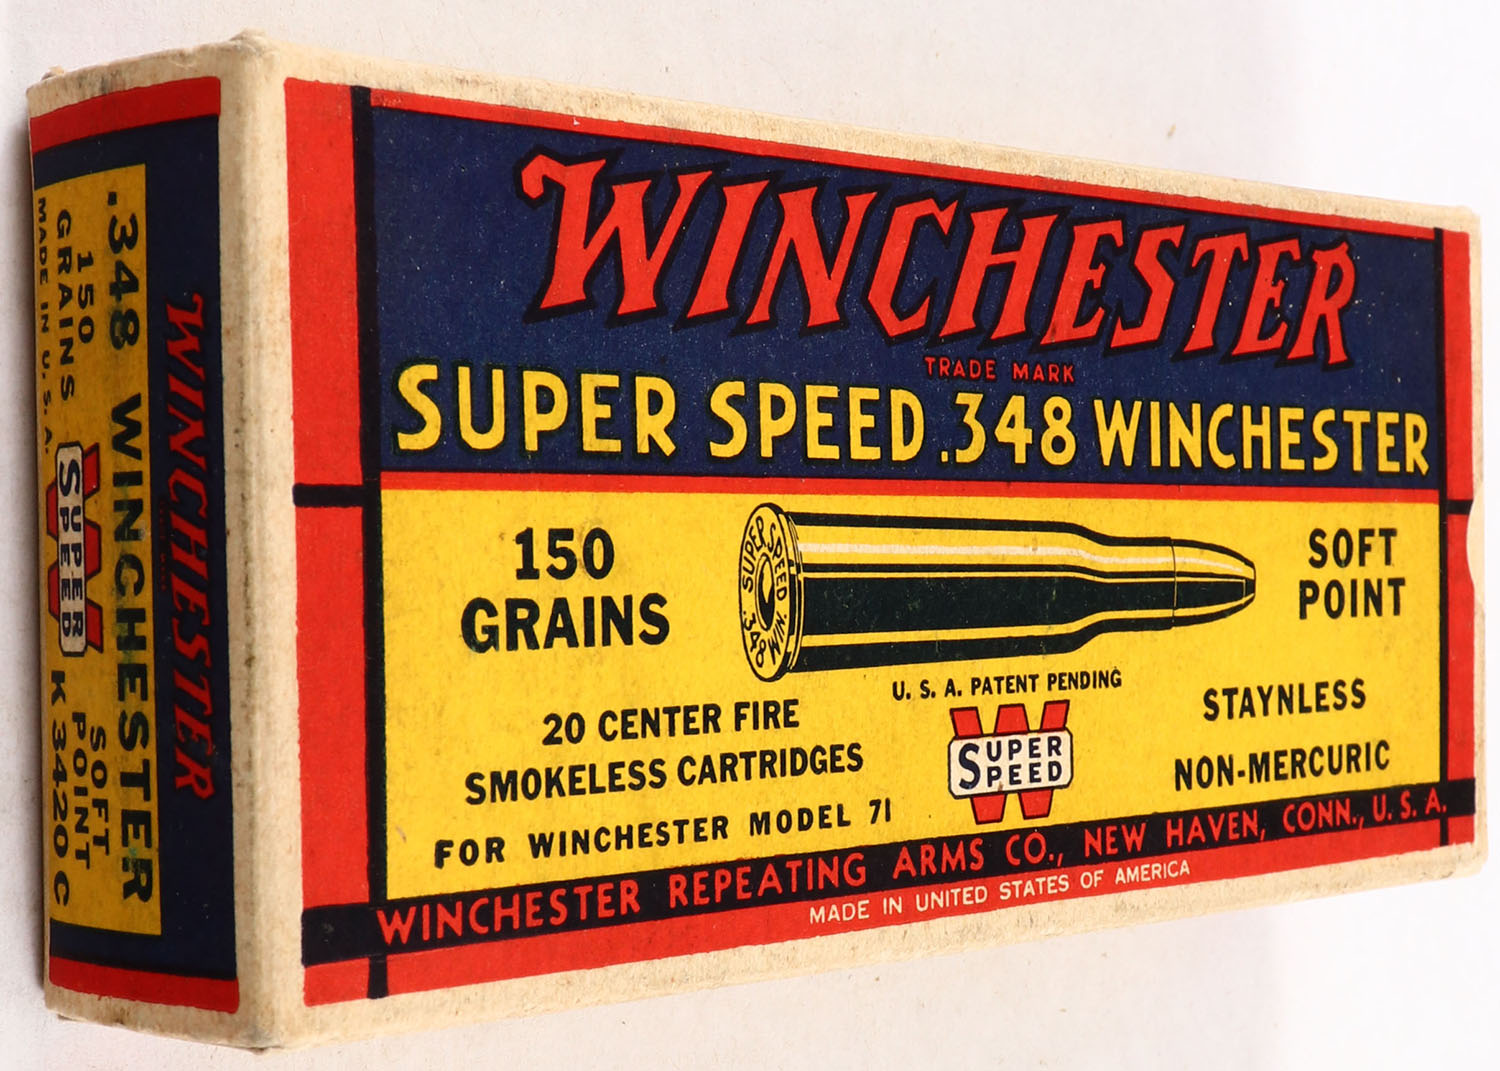 WINCHESTER
TRADE MARK
SUPER SPEED .348 WINCHESTER
150
GRAINS
SUPER SPEED WIN
.348
SOFT
POINT
U. S. A. PATENT PENDING
20 CENTER FIRE
SMOKELESS CARTRIDGES
FOR WINCHESTER MODEL 71
W
SUPER
SPEED
STAYNLESS
NON-MERCURIC
WINCHESTER REPEATING ARMS CO., NEW HAVEN, CONN., U. S. A.
MADE IN UNITED STATES OF AMERICA
WINCHESTER
.348 WINCHESTER
150
GRAINS
MADE IN U. S. A.
W
SUPER
SPEED
SOFT
POINT
K 3420 C